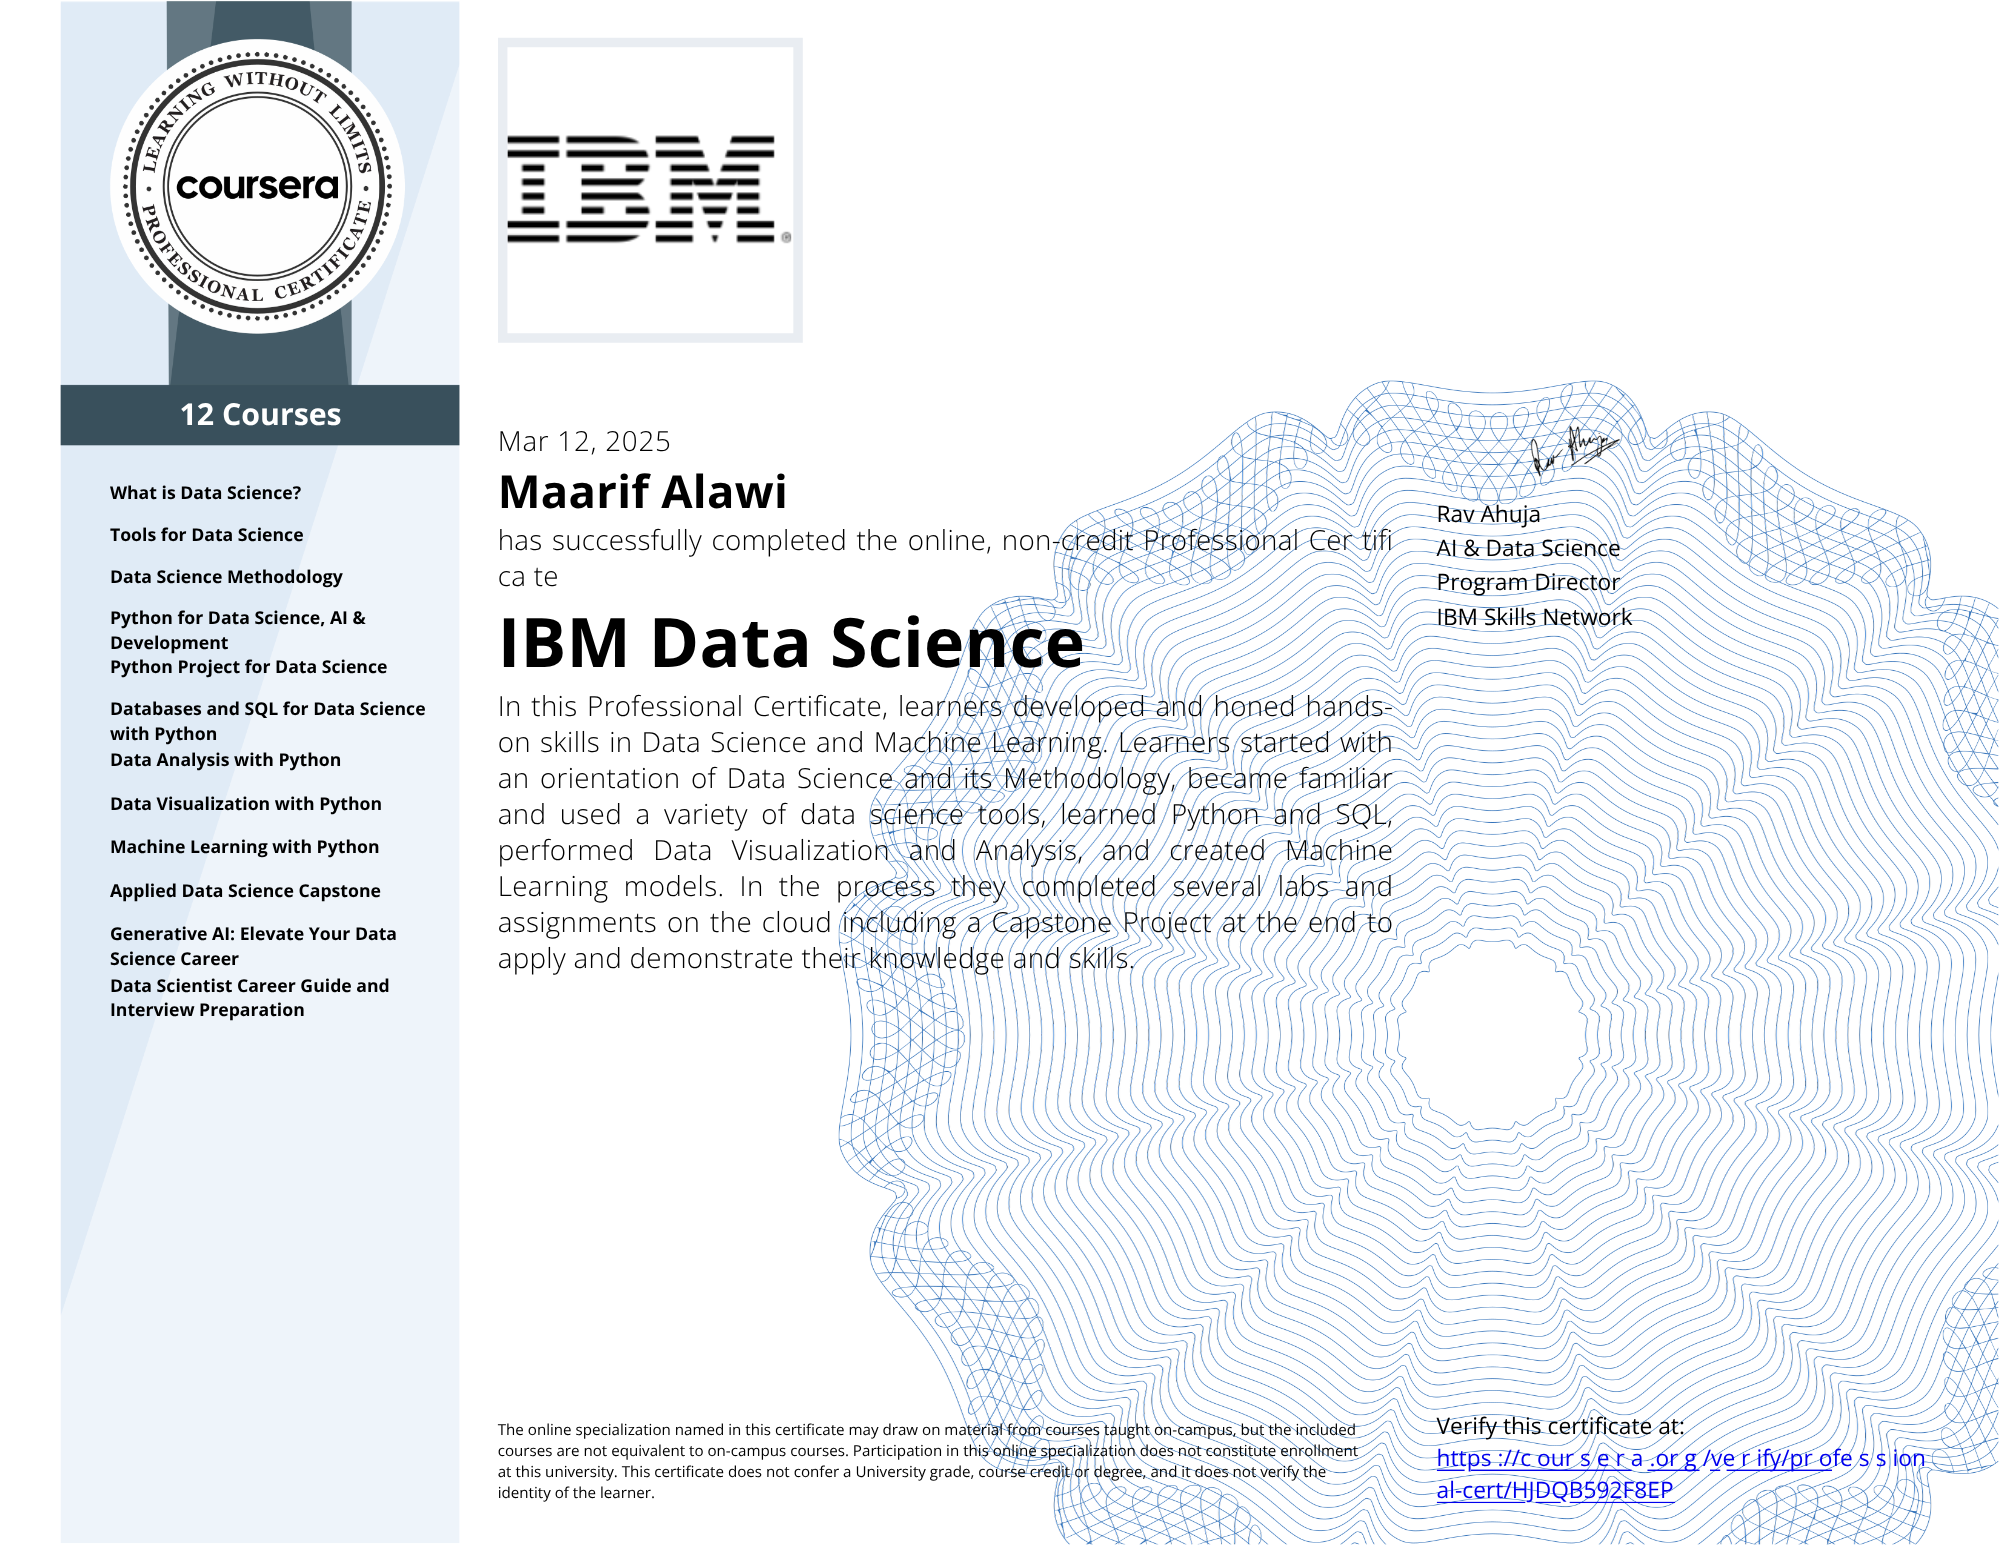 LEARNING WITHOUT LIMITS
coursera
PROFESSIONAL CERTIFICATE
12 Courses
What is Data Science?
Tools for Data Science
Data Science Methodology
Python for Data Science, AI &
Development
Python Project for Data Science
Databases and SQL for Data Science
with Python
Data Analysis with Python
Data Visualization with Python
Machine Learning with Python
Applied Data Science Capstone
Generative AI: Elevate Your Data
Science Career
Data Scientist Career Guide and
Interview Preparation
IBM®
Mar 12, 2025
Maarif Alawi
has successfully completed the online, non-credit Professional Cer tifi
ca te
IBM Data Science
In this Professional Certificate, learners developed and honed hands-
on skills in Data Science and Machine Learning. Learners started with
an orientation of Data Science and its Methodology, became familiar
and used a variety of data science tools, learned Python and SQL,
performed Data Visualization and Analysis, and created Machine
Learning models. In the process they completed several labs and
assignments on the cloud including a Capstone Project at the end to
apply and demonstrate their knowledge and skills.
Rav Ahuja
Rav Ahuja
AI & Data Science
Program Director
IBM Skills Network
The online specialization named in this certificate may draw on material from courses taught on-campus, but the included
courses are not equivalent to on-campus courses. Participation in this online specialization does not constitute enrollment
at this university. This certificate does not confer a University grade, course credit or degree, and it does not verify the
identity of the learner.
Verify this certificate at:
https ://c our s e r a .or g /ve r ify/pr ofe s s ion
al-cert/HJDQB592F8EP